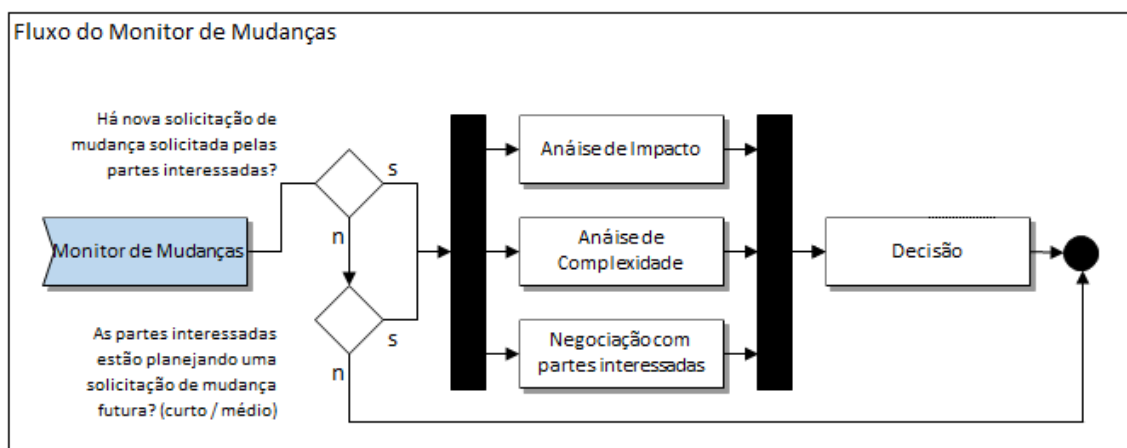 Fluxo do Monitor de Mudanças
Há nova solicitação de
mudança solicitada pelas
partes interessadas?
s
n
Monitor de Mudanças
As partes interessadas
estão planejando uma
solicitação de mudança
futura? (curto / médio)
s
n
Anáise de Impacto
Anáise de
Complexidade
Negociação com
partes interessadas
Decisão